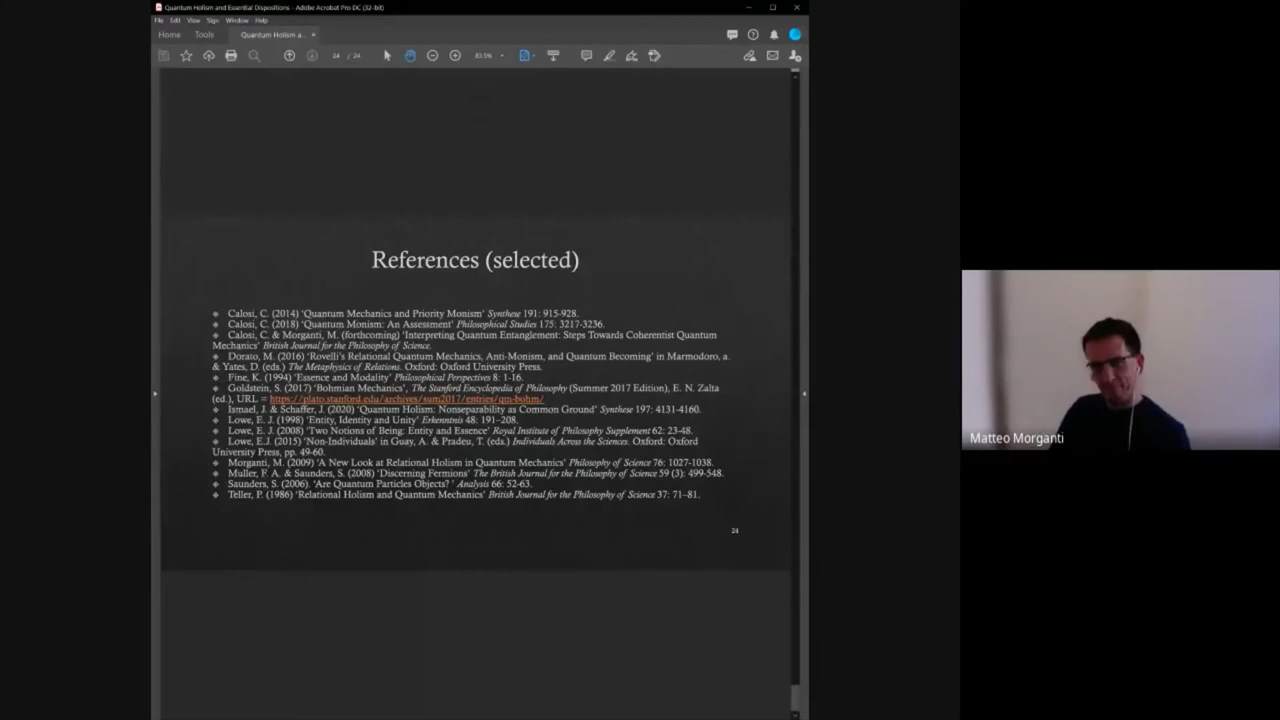 Quantum Holism and Essential Dispositions - Adobe Acrobat Pro DC (32-bit)
File Edit View Sign Window Help
Home Tools Quantum Holism a... ×
24 / 24 83.5%
References (selected)
Calosi, C. (2014) ‘Quantum Mechanics and Priority Monism’ Synthese 191: 915-928.
Calosi, C. (2018) ‘Quantum Monism: An Assessment’ Philosophical Studies 175: 3217-3236.
Calosi, C. & Morganti, M. (forthcoming) ‘Interpreting Quantum Entanglement: Steps Towards Coherentist Quantum
Mechanics’ British Journal for the Philosophy of Science.
Dorato, M. (2016) ‘Rovelli’s Relational Quantum Mechanics, Anti-Monism, and Quantum Becoming’ in Marmodoro, a.
& Yates, D. (eds.) The Metaphysics of Relations. Oxford: Oxford University Press.
Fine, K. (1994) ‘Essence and Modality’ Philosophical Perspectives 8: 1-16.
Goldstein, S. (2017) ‘Bohmian Mechanics’, The Stanford Encyclopedia of Philosophy (Summer 2017 Edition), E. N. Zalta
(ed.), URL = https://plato.stanford.edu/archives/sum2017/entries/qm-bohm/
Ismael, J. & Schaffer, J. (2020) ‘Quantum Holism: Nonseparability as Common Ground’ Synthese 197: 4131-4160.
Lowe, E. J. (1998) ‘Entity, Identity and Unity’ Erkenntnis 48: 191–208.
Lowe, E. J. (2008) ‘Two Notions of Being: Entity and Essence’ Royal Institute of Philosophy Supplement 62: 23-48.
Lowe, E.J. (2015) ‘Non-Individuals’ in Guay, A. & Pradeu, T. (eds.) Individuals Across the Sciences. Oxford: Oxford
University Press, pp. 49-60.
Morganti, M. (2009) ‘A New Look at Relational Holism in Quantum Mechanics’ Philosophy of Science 76: 1027-1038.
Muller, F. A. & Saunders, S. (2008) ‘Discerning Fermions’ The British Journal for the Philosophy of Science 59 (3): 499-548.
Saunders, S. (2006). ‘Are Quantum Particles Objects? ’ Analysis 66: 52-63.
Teller, P. (1986) ‘Relational Holism and Quantum Mechanics’ British Journal for the Philosophy of Science 37: 71–81.
24
Matteo Morganti